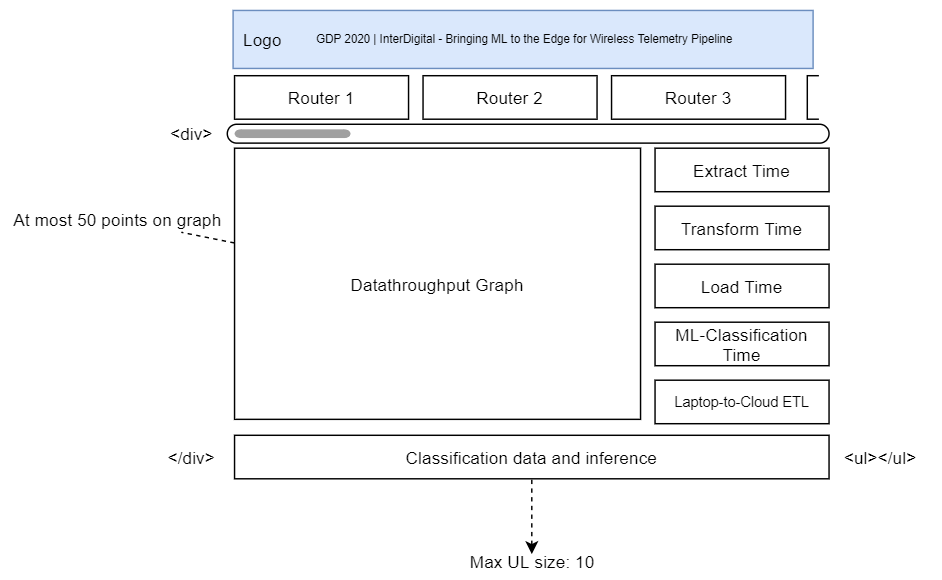 Logo
GDP 2020 | InterDigital - Bringing ML to the Edge for Wireless Telemetry Pipeline
Router 1
Router 2
Router 3
<div>
Extract Time
At most 50 points on graph
Transform Time
Datathroughput Graph
Load Time
ML-Classification
Time
Laptop-to-Cloud ETL
</div>
Classification data and inference
<ul></ul>
Max UL size: 10